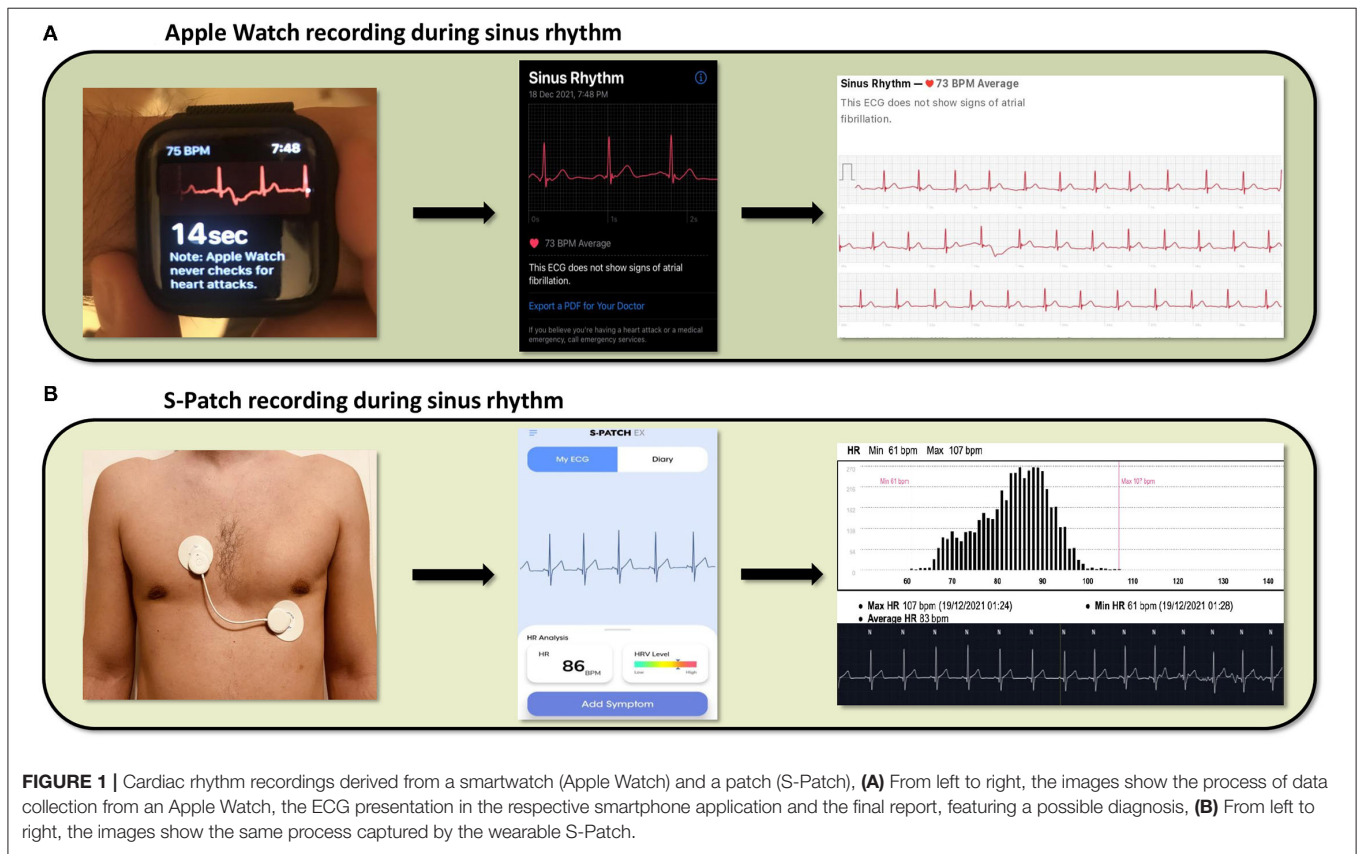 A
Apple Watch recording during sinus rhythm
75 BPM 7:48
14sec
Note: Apple Watch
never checks for
heart attacks.
Sinus Rhythm
18 Dec 2021, 7:48 PM
0s 1s 2s
73 BPM Average
This ECG does not show signs of atrial
fibrillation.
Export a PDF for Your Doctor
If you believe you're having a heart attack or a medical
emergency, call emergency services.
Sinus Rhythm — ♥ 73 BPM Average
This ECG does not show signs of atrial
fibrillation.
B
S-Patch recording during sinus rhythm
S-PATCH EX
My ECG Diary
HR Analysis
HR
86 BPM
HRV Level
Low High
Add Symptom
HR Min 61 bpm Max 107 bpm
270
216
162
108
54
0
Min 61 bpm Max 107 bpm
60 70 80 90 100 110 120 130 140
• Max HR 107 bpm (19/12/2021 01:24) • Min HR 61 bpm (19/12/2021 01:28)
• Average HR 83 bpm
N N N N N N N N N N N
FIGURE 1 | Cardiac rhythm recordings derived from a smartwatch (Apple Watch) and a patch (S-Patch), (A) From left to right, the images show the process of data
collection from an Apple Watch, the ECG presentation in the respective smartphone application and the final report, featuring a possible diagnosis, (B) From left to
right, the images show the same process captured by the wearable S-Patch.